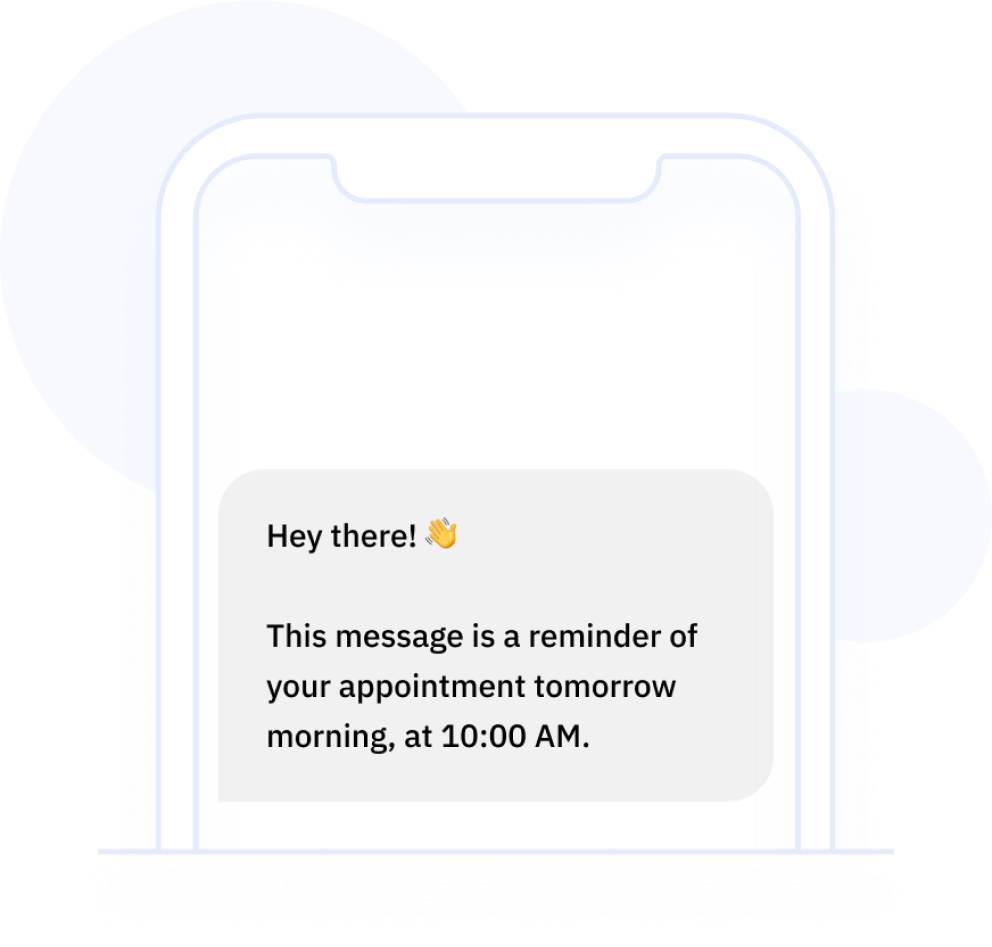 Hey there! 👋
This message is a reminder of
your appointment tomorrow
morning, at 10:00 AM.